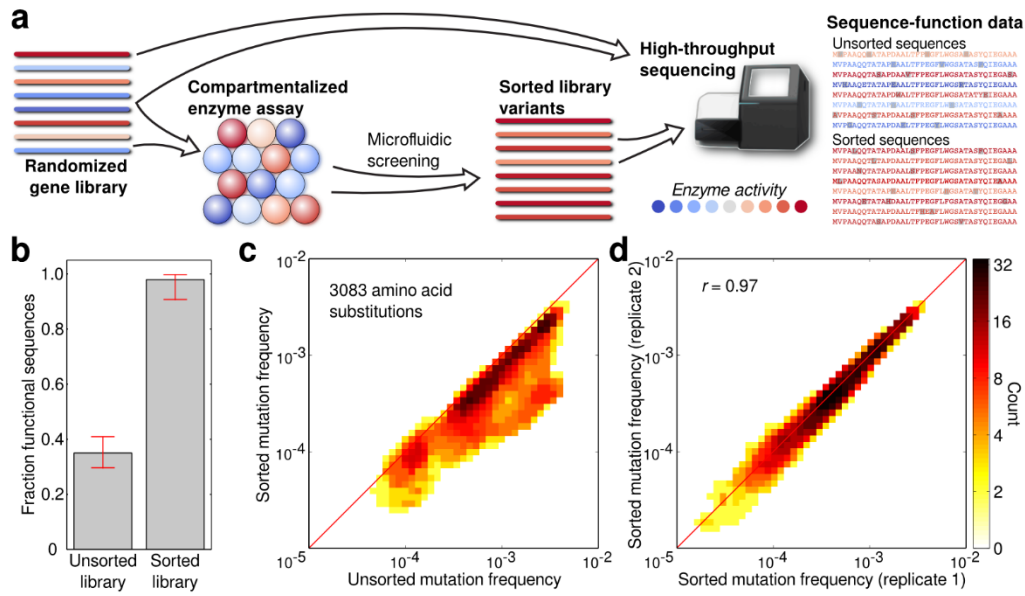 a
Randomized
gene library
Compartmentalized
enzyme assay
Microfluidic
screening
Sorted library
variants
High-throughput
sequencing
Enzyme activity
Sequence-function data
Unsorted sequences
Sorted sequences
b
Fraction functional sequences
1.0
0.8
0.6
0.4
0.2
0
Unsorted
library
Sorted
library
c
3083 amino acid
substitutions
Sorted mutation frequency
10-2
10-3
10-4
10-5
10-5
10-4
10-3
10-2
Unsorted mutation frequency
d
r = 0.97
Sorted mutation frequency (replicate 2)
10-2
10-3
10-4
10-5
10-5
10-4
10-3
10-2
Sorted mutation frequency (replicate 1)
32
16
8
4
2
0
Count